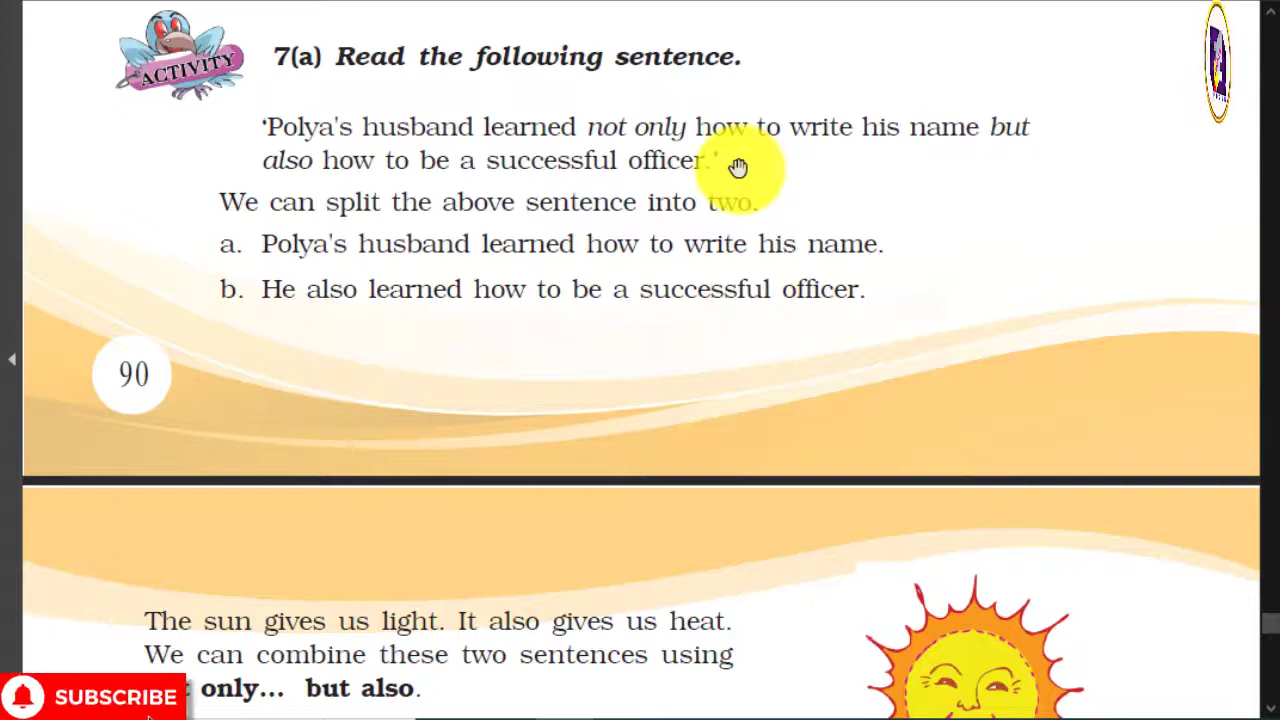 ACTIVITY
7(a) Read the following sentence.
‘Polya's husband learned not only how to write his name but
also how to be a successful officer.’
We can split the above sentence into two.
a. Polya's husband learned how to write his name.
b. He also learned how to be a successful officer.
90
The sun gives us light. It also gives us heat.
We can combine these two sentences using
only... but also.
SUBSCRIBE